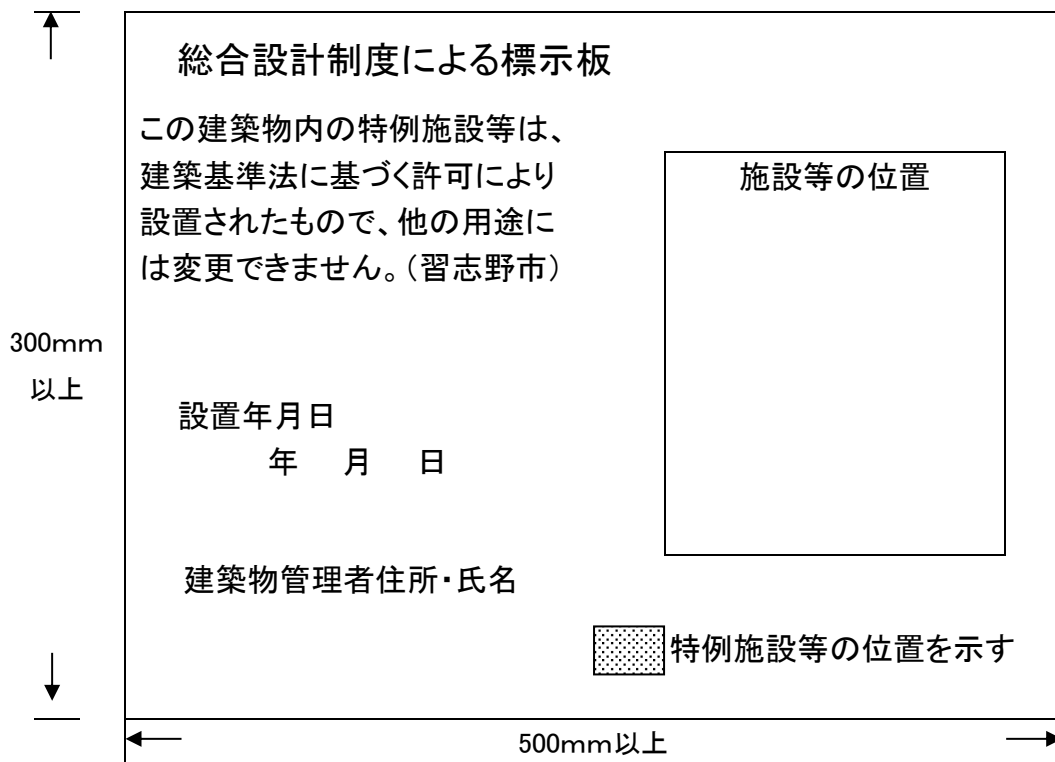 総合設計制度による標示板
この建築物内の特例施設等は、
建築基準法に基づく許可により
設置されたもので、他の用途に
は変更できません。（習志野市）
施設等の位置
300mm
以上
設置年月日
年　月　日
建築物管理者住所・氏名
特例施設等の位置を示す
500mm以上